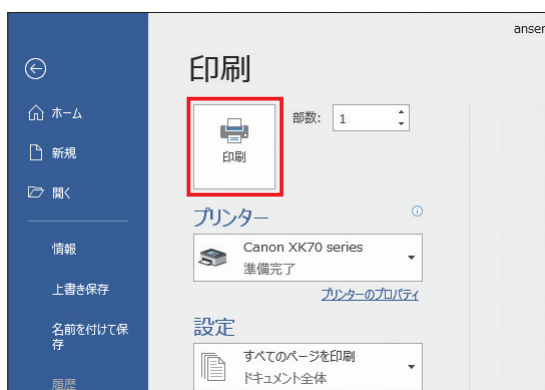 anser
印刷
ホーム
新規
開く
情報
上書き保存
名前を付けて保
存
履歴
印刷
部数: 1
プリンター
Canon XK70 series
準備完了
プリンターのプロパティ
設定
すべてのページを印刷
ドキュメント全体